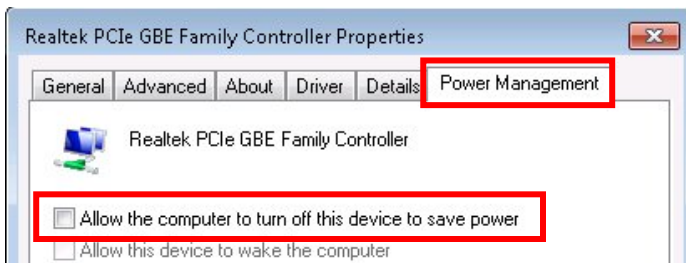 Realtek PCIe GBE Family Controller Properties
General Advanced About Driver Details Power Management
Realtek PCIe GBE Family Controller
Allow the computer to turn off this device to save power
Allow this device to wake the computer